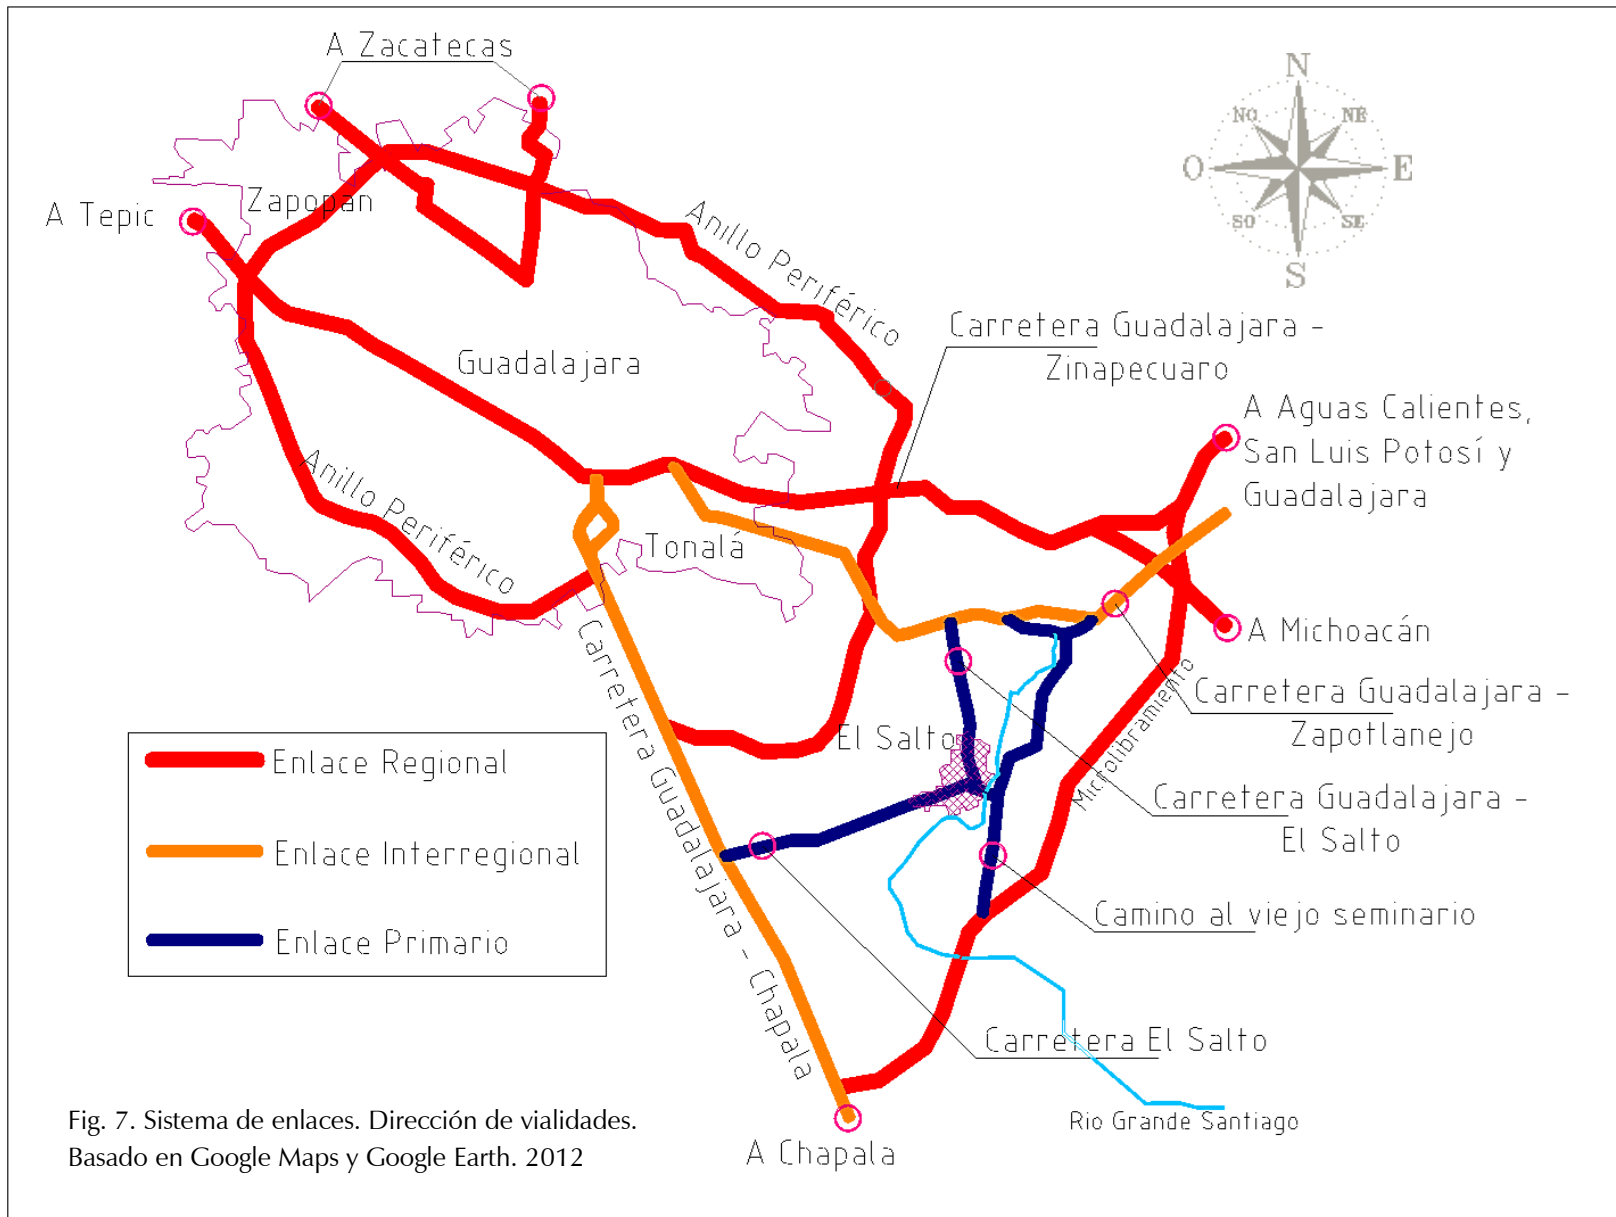 A Zacatecas
N
NO
NE
O
E
SO
SE
S
Zapopan
A Tepic
Anillo Periférico
Carretera Guadalajara -
Zinapecuaro
Guadalajara
A Aguas Calientes,
San Luis Potosí y
Guadalajara
Anillo Periférico
Tonalá
A Michoacán
Carretera Guadalajara -
Zapotlanejo
Microlibramiento
El Salto
Carretera Guadalajara - Chapala
Enlace Regional
Carretera Guadalajara -
El Salto
Enlace Interregional
Camino al viejo seminario
Enlace Primario
Carretera El Salto
Rio Grande Santiago
A Chapala
Fig. 7. Sistema de enlaces. Dirección de vialidades.
Basado en Google Maps y Google Earth. 2012